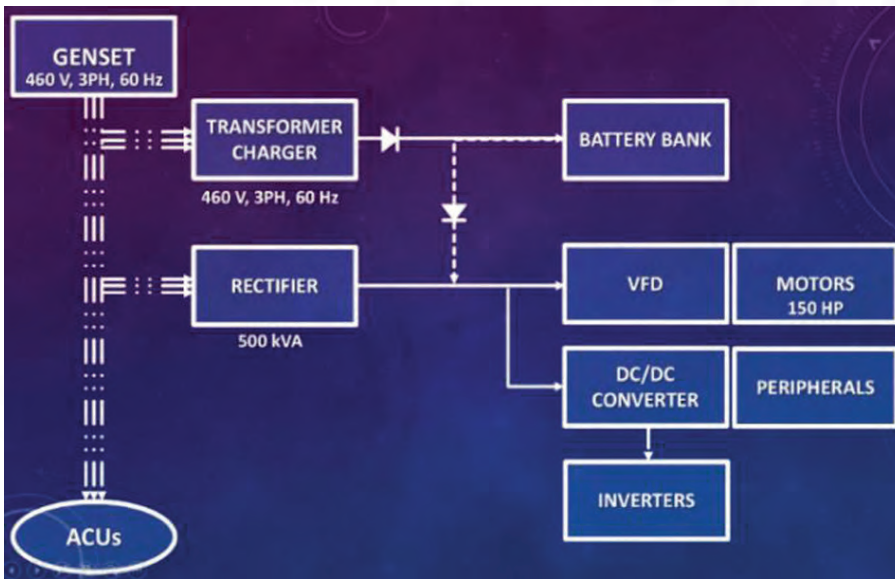 GENSET
460 V, 3PH, 60 Hz
TRANSFORMER
CHARGER
460 V, 3PH, 60 Hz
BATTERY BANK
RECTIFIER
500 kVA
VFD
MOTORS
150 HP
DC/DC
CONVERTER
PERIPHERALS
INVERTERS
ACUs